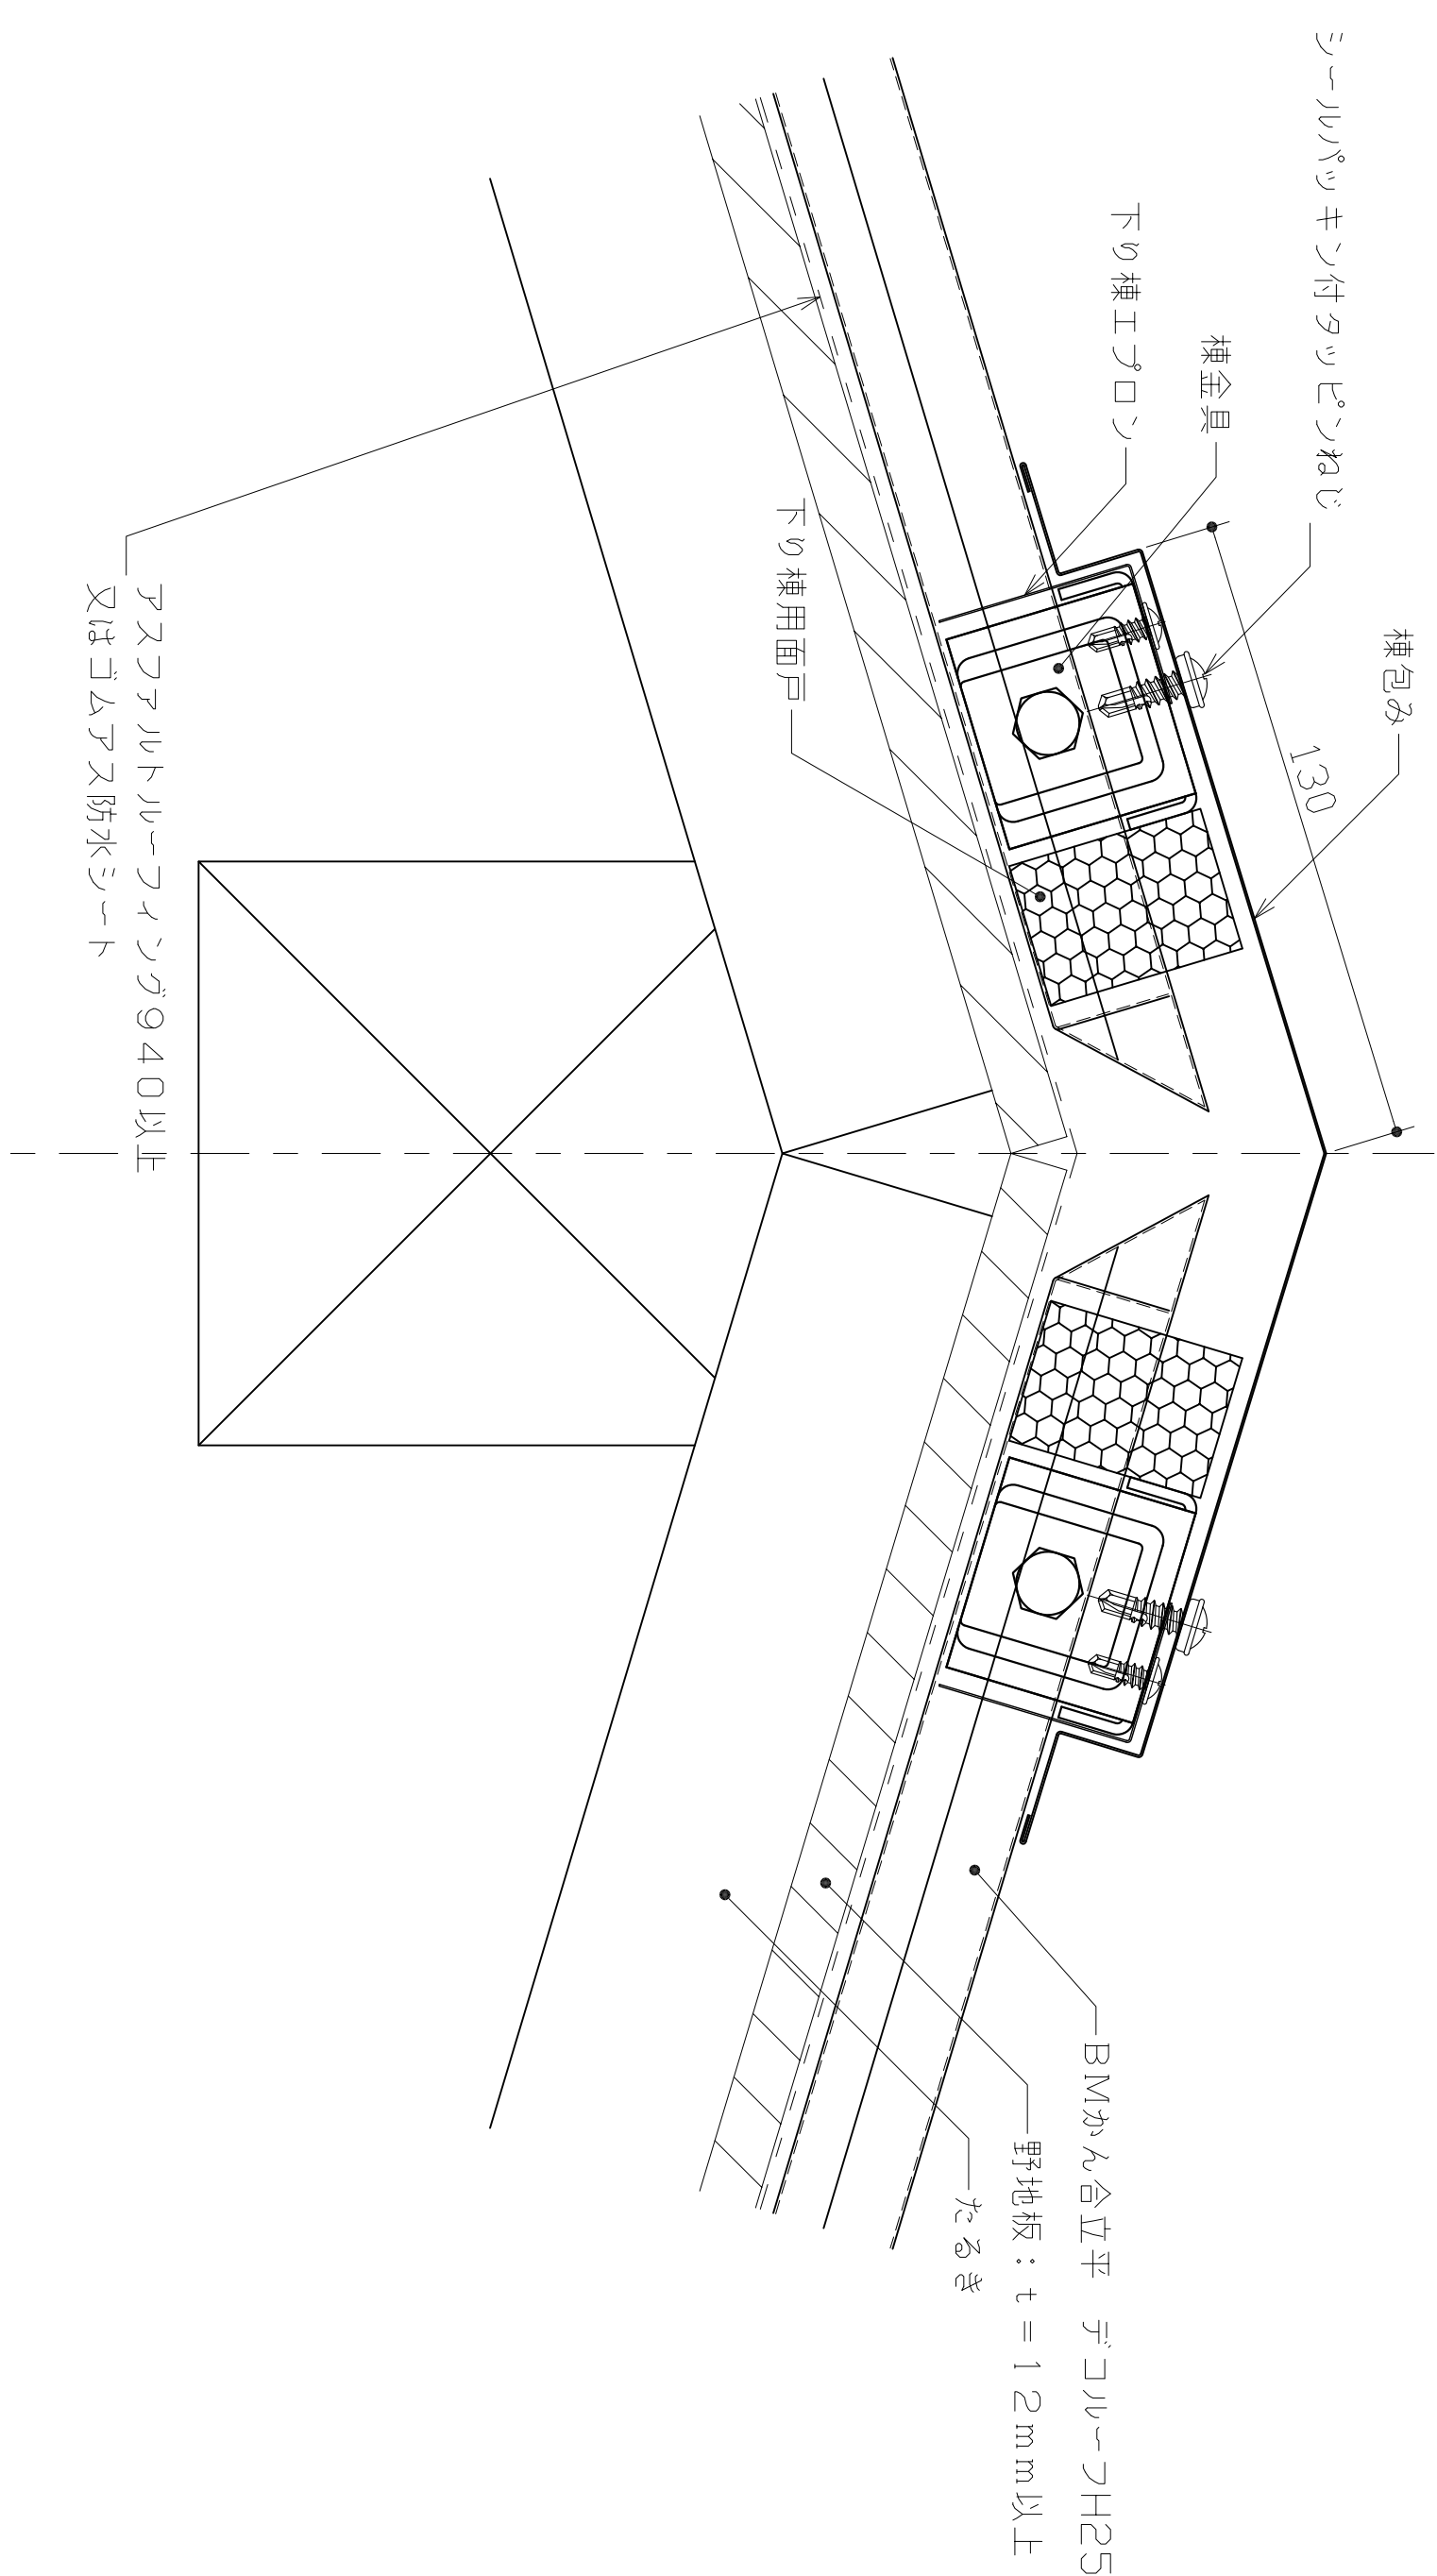 棟包み
130
シールパッキン付タッピンねじ
棟金具
下り棟エプロン
下り棟用面戸
BMかん合立平　デコルーフH25
野地板：ｔ＝１２ｍｍ以上
たるき
アスファルトルーフィング９４０以上
又はゴムアス防水シート